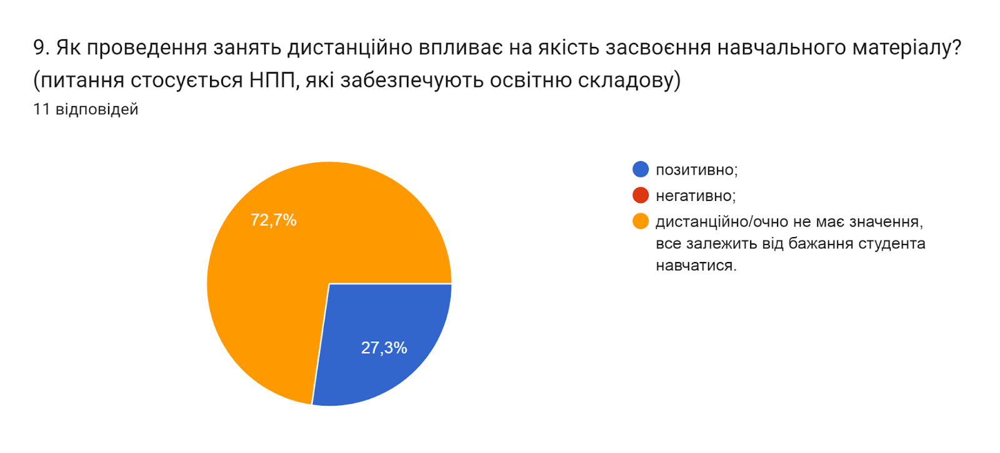 9. Як проведення занять дистанційно впливає на якість засвоєння навчального матеріалу?
(питання стосується НПП, які забезпечують освітню складову)
11 відповідей
72,7%
27,3%
позитивно;
негативно;
дистанційно/очно не має значення,
все залежить від бажання студента
навчатися.